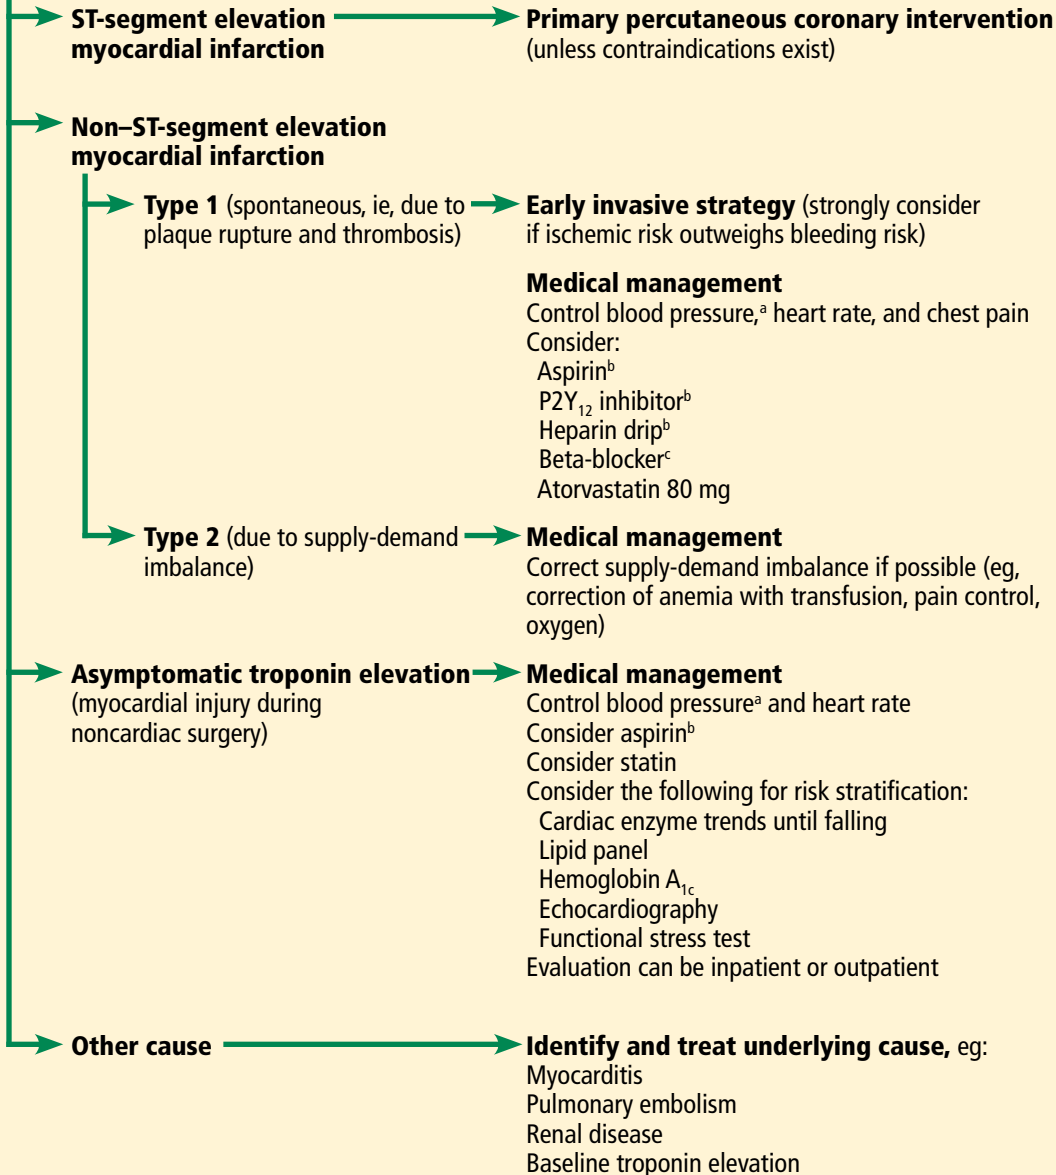 ST-segment elevation
myocardial infarction
Primary percutaneous coronary intervention
(unless contraindications exist)
Non–ST-segment elevation
myocardial infarction
Type 1 (spontaneous, ie, due to
plaque rupture and thrombosis)
Early invasive strategy (strongly consider
if ischemic risk outweighs bleeding risk)
Medical management
Control blood pressure,ᵃ heart rate, and chest pain
Consider:
Aspirinᵇ
P2Y₁₂ inhibitorᵇ
Heparin dripᵇ
Beta-blockerᶜ
Atorvastatin 80 mg
Type 2 (due to supply-demand
imbalance)
Medical management
Correct supply-demand imbalance if possible (eg,
correction of anemia with transfusion, pain control,
oxygen)
Asymptomatic troponin elevation
(myocardial injury during
noncardiac surgery)
Medical management
Control blood pressureᵃ and heart rate
Consider aspirinᵇ
Consider statin
Consider the following for risk stratification:
Cardiac enzyme trends until falling
Lipid panel
Hemoglobin A₁c
Echocardiography
Functional stress test
Evaluation can be inpatient or outpatient
Other cause
Identify and treat underlying cause, eg:
Myocarditis
Pulmonary embolism
Renal disease
Baseline troponin elevation